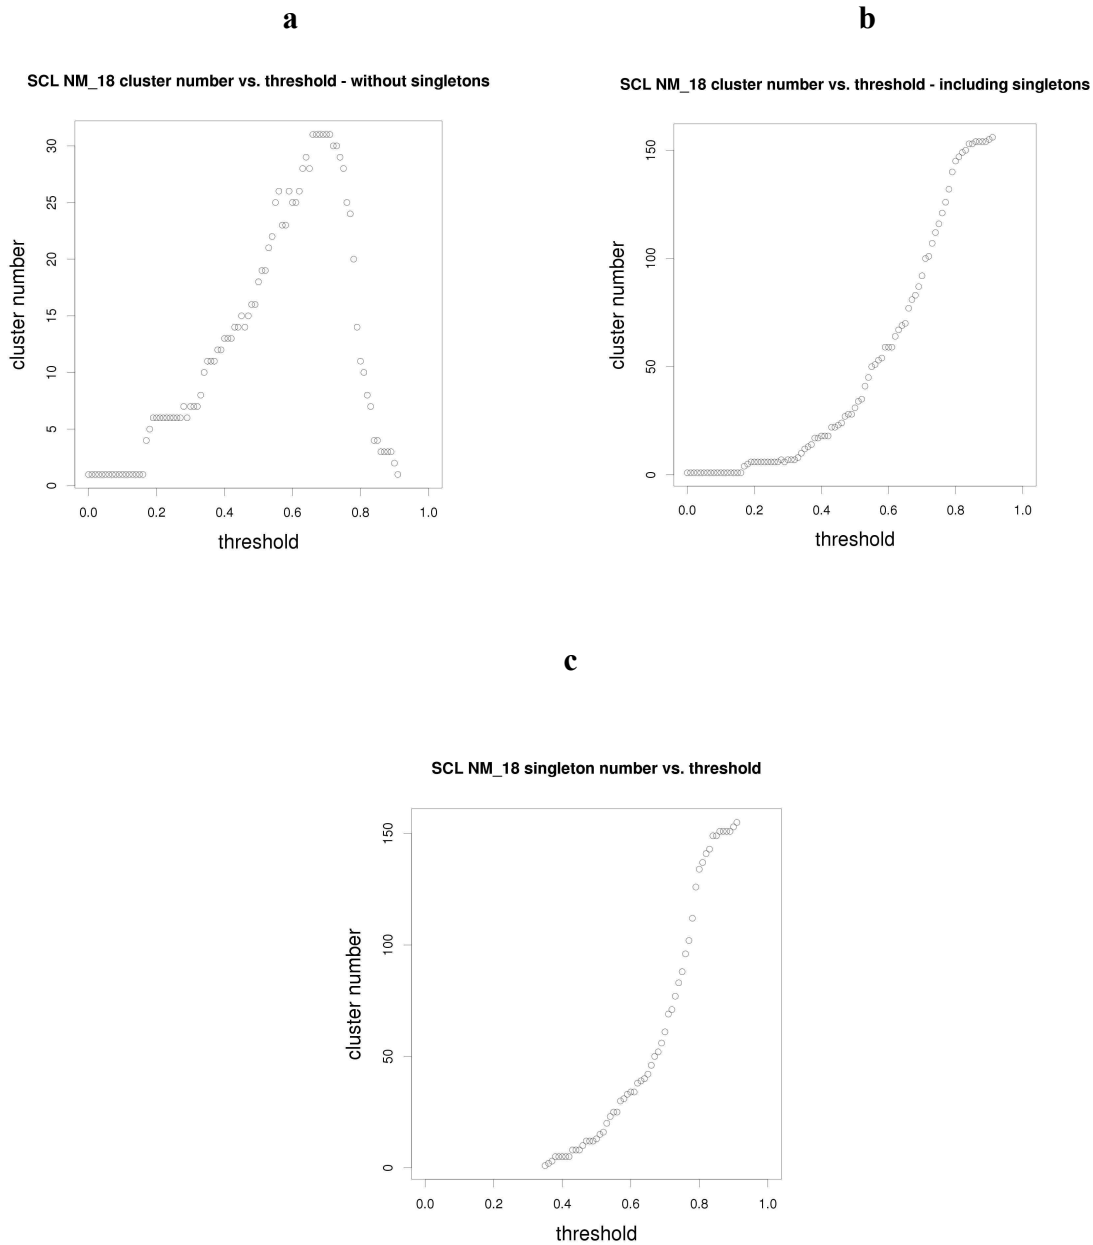 a
SCL NM_18 cluster number vs. threshold - without singletons
30
25
20
15
10
5
0
cluster number
0.0 0.2 0.4 0.6 0.8 1.0
threshold
b
SCL NM_18 cluster number vs. threshold - including singletons
150
100
50
0
cluster number
0.0 0.2 0.4 0.6 0.8 1.0
threshold
c
SCL NM_18 singleton number vs. threshold
150
100
50
0
cluster number
0.0 0.2 0.4 0.6 0.8 1.0
threshold